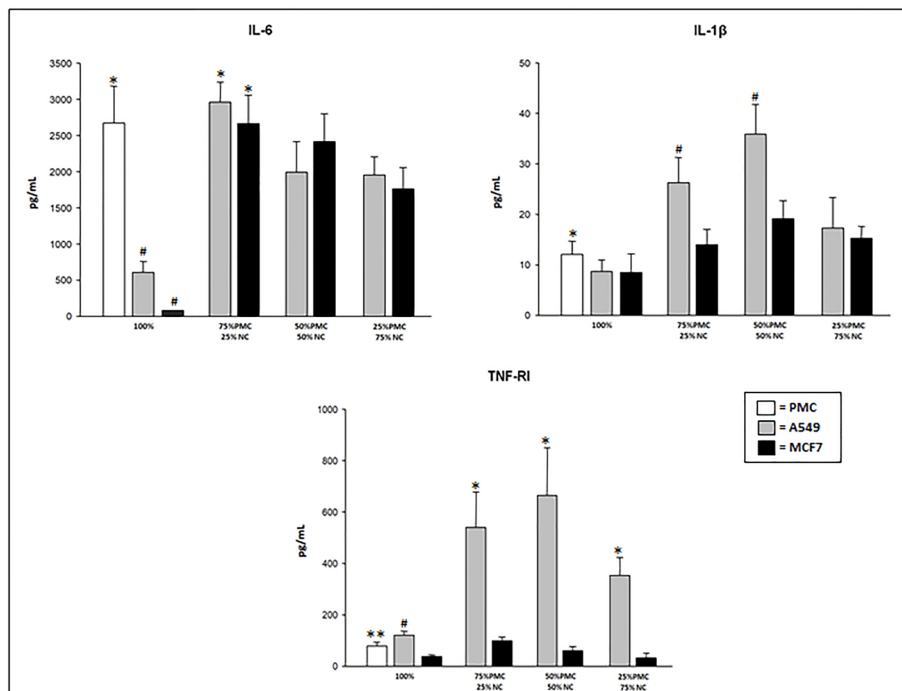 IL-6
pg/mL
3500
3000
2500
2000
1500
1000
500
0
*
#
#
*
*
100%
75%PMC
25% NC
50%PMC
50% NC
25%PMC
75% NC
IL-1β
pg/mL
50
40
30
20
10
0
*
#
#
100%
75%PMC
25% NC
50%PMC
50% NC
25%PMC
75% NC
TNF-RI
pg/mL
1000
800
600
400
200
0
**
#
*
*
*
100%
75%PMC
25% NC
50%PMC
50% NC
25%PMC
75% NC
= PMC
= A549
= MCF7